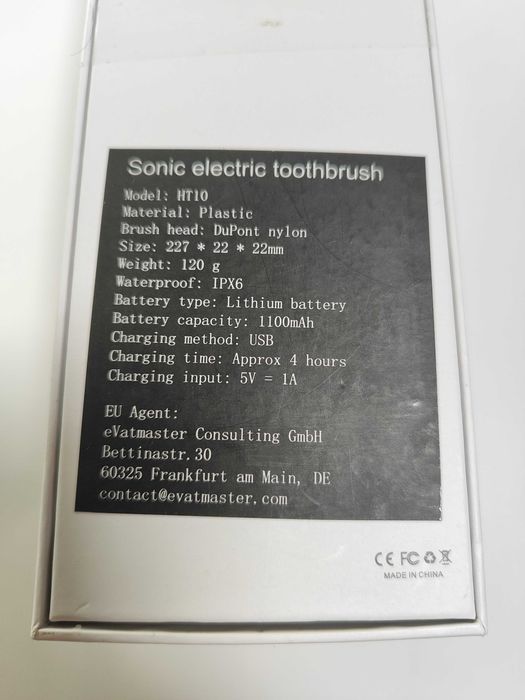 Sonic electric toothbrush
Model: HT10
Material: Plastic
Brush head: DuPont nylon
Size: 227 * 22 * 22mm
Weight: 120 g
Waterproof: IPX6
Battery type: Lithium battery
Battery capacity: 1100mAh
Charging method: USB
Charging time: Approx 4 hours
Charging input: 5V = 1A
EU Agent:
eVatmaster Consulting GmbH
Bettinastr. 30
60325 Frankfurt am Main, DE
contact@evatmaster.com
CE FC
MADE IN CHINA